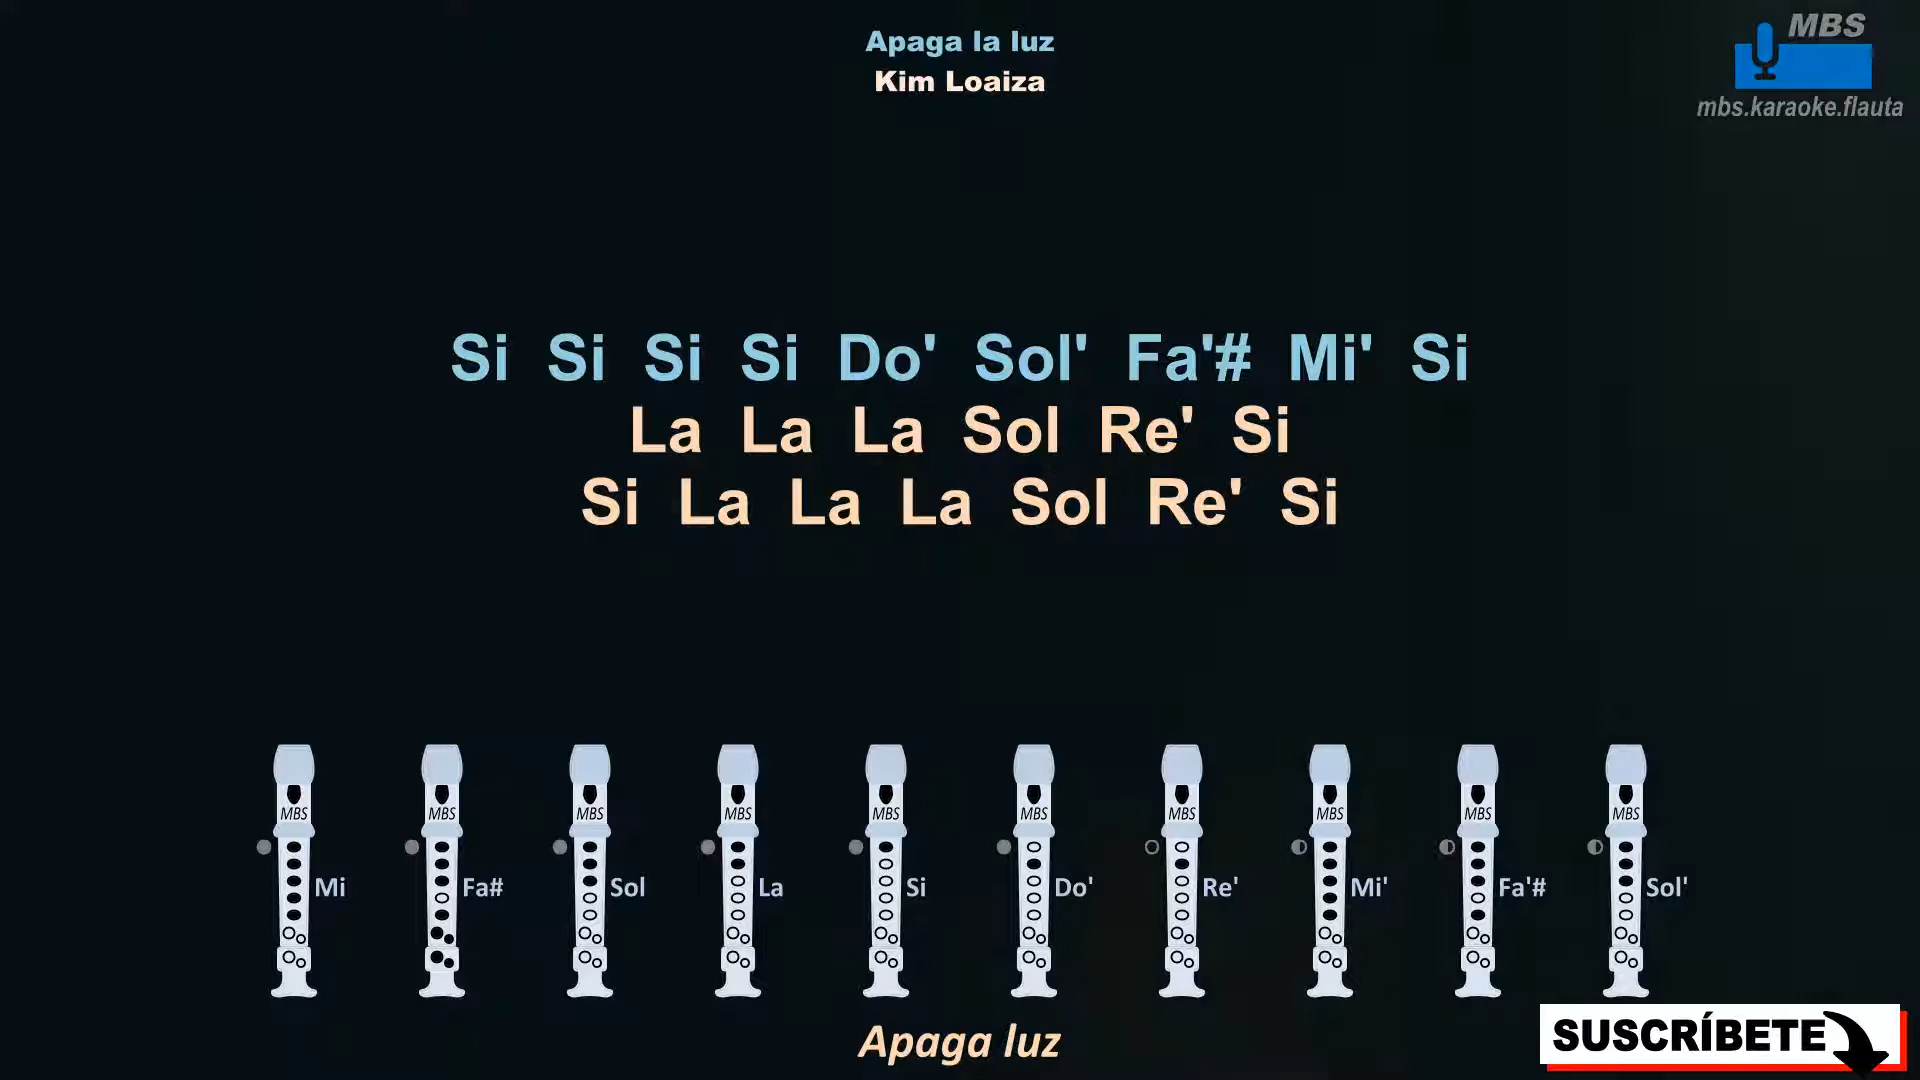 Apaga la luz
Kim Loaiza
MBS
mbs.karaoke.flauta
Si Si Si Si Do' Sol' Fa'# Mi' Si
La La La Sol Re' Si
Si La La La Sol Re' Si
MBS MBS MBS MBS MBS MBS MBS MBS MBS MBS
Mi Fa# Sol La Si Do' Re' Mi' Fa'# Sol'
Apaga luz
SUSCRÍBETE